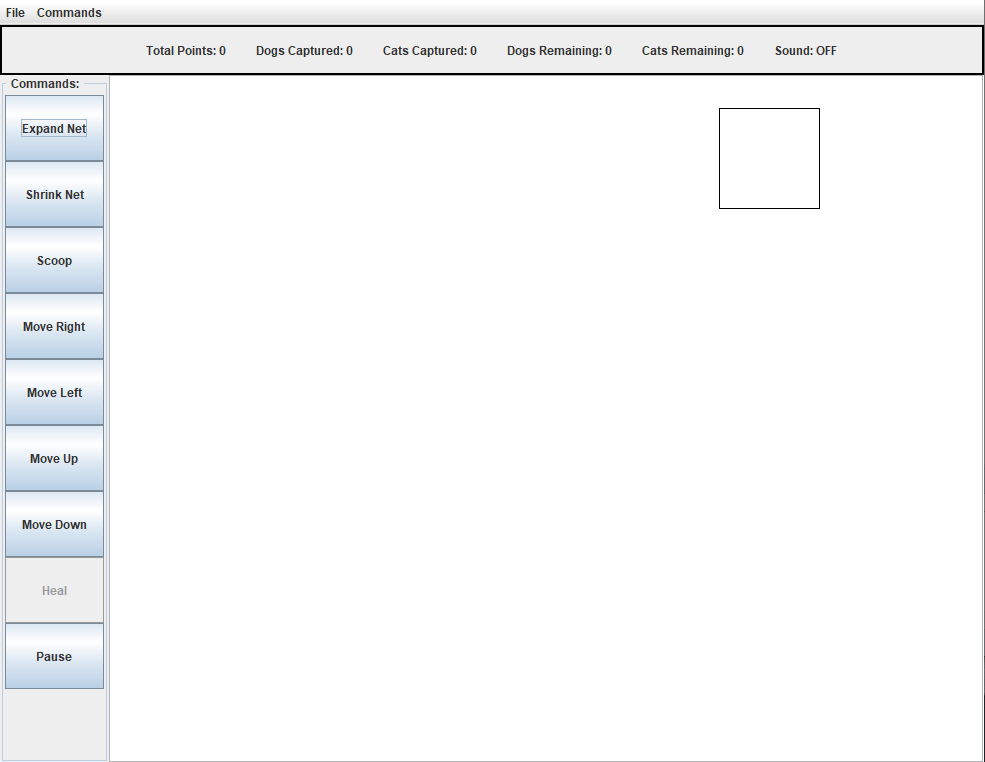 File Commands
Total Points: 0 Dogs Captured: 0 Cats Captured: 0 Dogs Remaining: 0 Cats Remaining: 0 Sound: OFF
Commands:
Expand Net
Shrink Net
Scoop
Move Right
Move Left
Move Up
Move Down
Heal
Pause